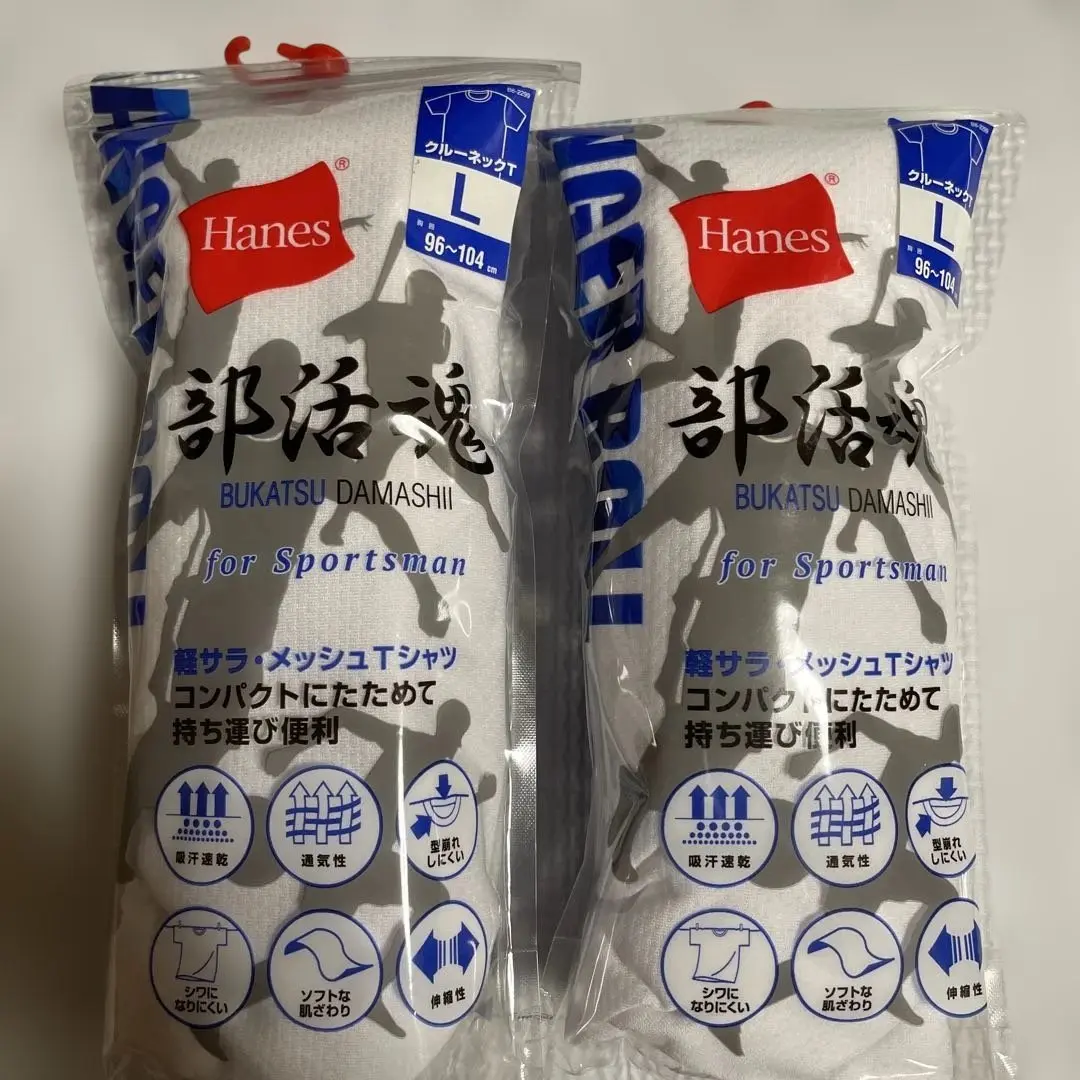 B6-2299
クルーネックT
L
胸囲
96～104cm
Hanes®
部活魂
BUKATSU DAMASHII
for Sportsman
軽サラ・メッシュTシャツ
コンパクトにたためて
持ち運び便利
吸汗速乾
通気性
型崩れ
しにくい
シワに
なりにくい
ソフトな
肌ざわり
伸縮性
クルーネックT
L
96～104
Hanes®
部活魂
BUKATSU DAMASHII
for Sportsman
軽サラ・メッシュTシャツ
コンパクトにたためて
持ち運び便利
吸汗速乾
通気性
型崩れ
しにくい
シワに
なりにくい
ソフトな
肌ざわり
伸縮性